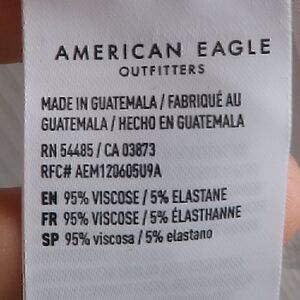 AMERICAN EAGLE
OUTFITTERS
MADE IN GUATEMALA / FABRIQUÉ AU
GUATEMALA / HECHO EN GUATEMALA
RN 54485 / CA 03873
RFC# AEM120605U9A
EN 95% VISCOSE / 5% ELASTANE
FR 95% VISCOSE / 5% ÉLASTHANNE
SP 95% viscosa / 5% elastano